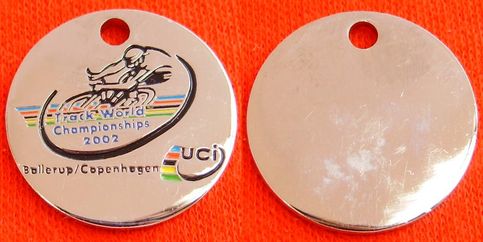 Track World
Championships
2002
Ballerup/Copenhagen
UCI